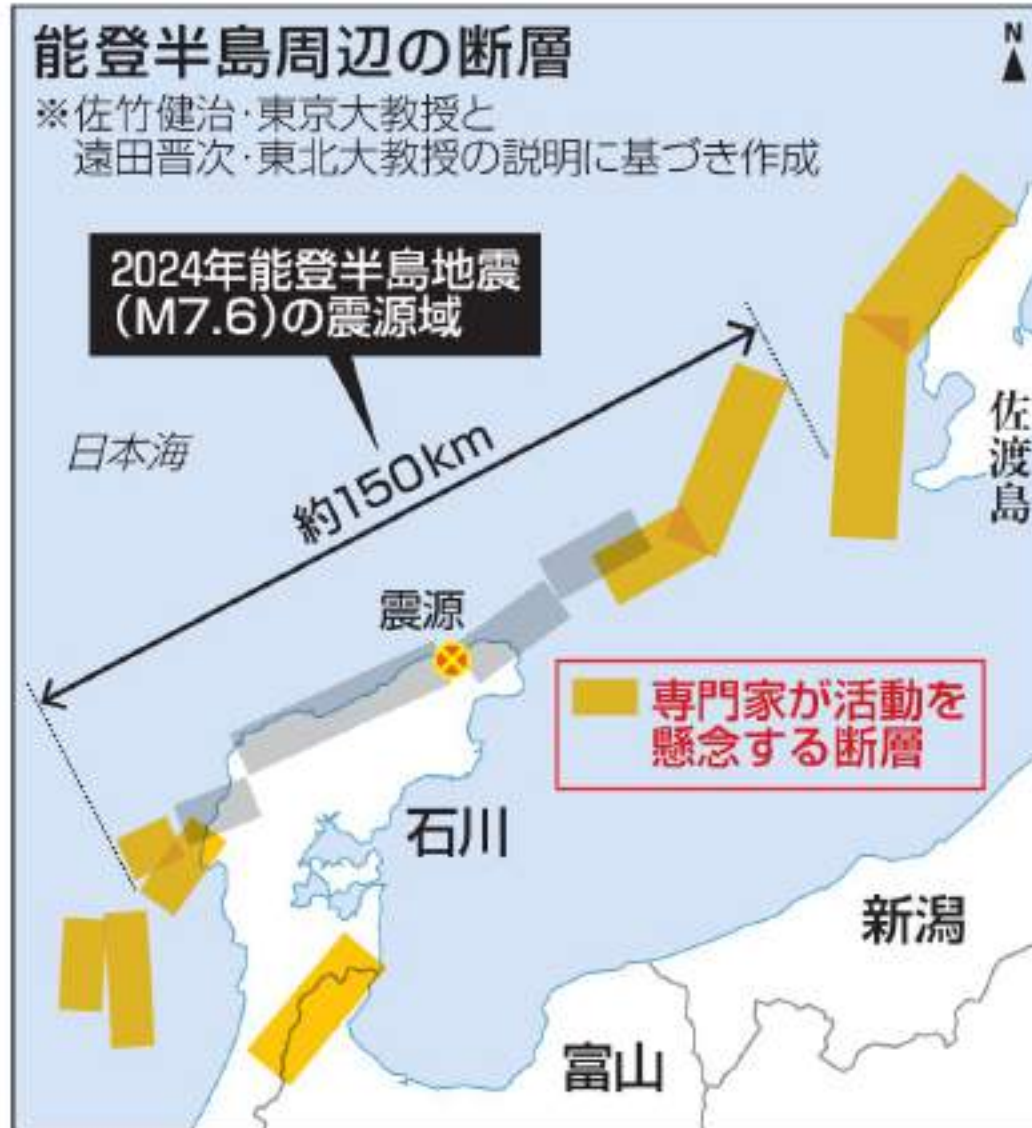 能登半島周辺の断層
N
※佐竹健治・東京大教授と
遠田晋次・東北大教授の説明に基づき作成
2024年能登半島地震
(M7.6)の震源域
日本海
約150km
佐渡島
震源
専門家が活動を
懸念する断層
石川
新潟
富山